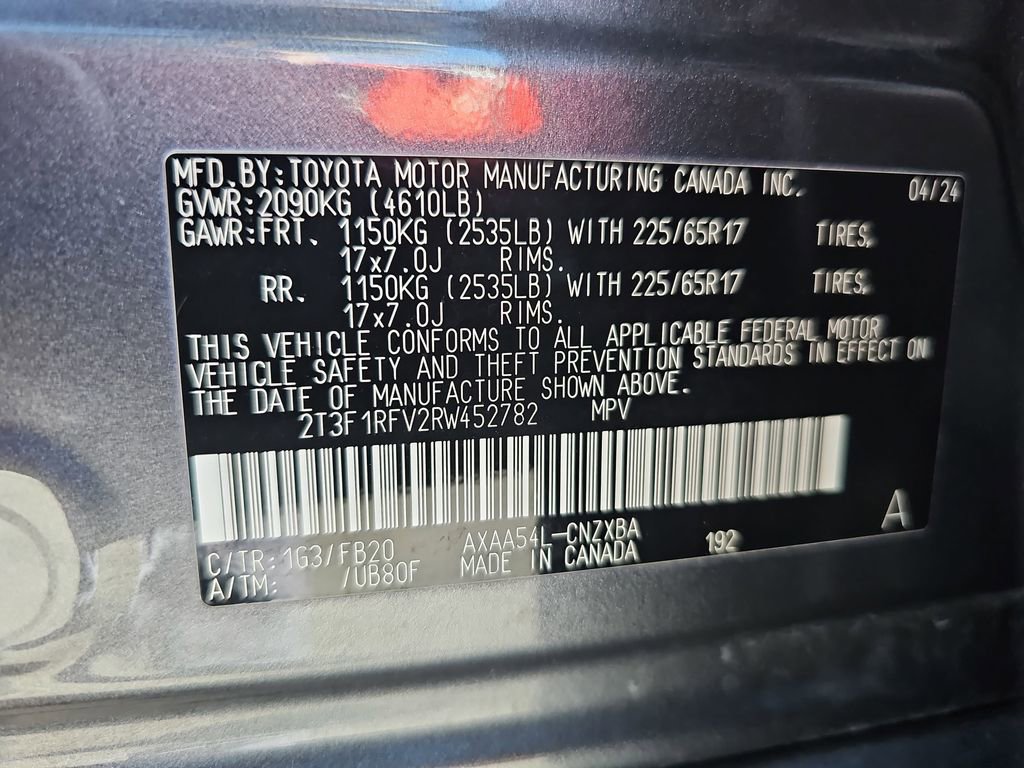 MFD. BY: TOYOTA MOTOR MANUFACTURING CANADA INC. 04/24
GVWR: 2090KG (4610LB)
GAWR: FRT. 1150KG (2535LB) WITH 225/65R17 TIRES,
17x7.0J RIMS.
RR. 1150KG (2535LB) WITH 225/65R17 TIRES,
17x7.0J RIMS.
THIS VEHICLE CONFORMS TO ALL APPLICABLE FEDERAL MOTOR
VEHICLE SAFETY AND THEFT PREVENTION STANDARDS IN EFFECT ON
THE DATE OF MANUFACTURE SHOWN ABOVE.
2T3F1RFV2RW452782 MPV
C/TR: 1G3/FB20 AXAA54L-CNZXBA 192 A
A/TM: /UB80F MADE IN CANADA